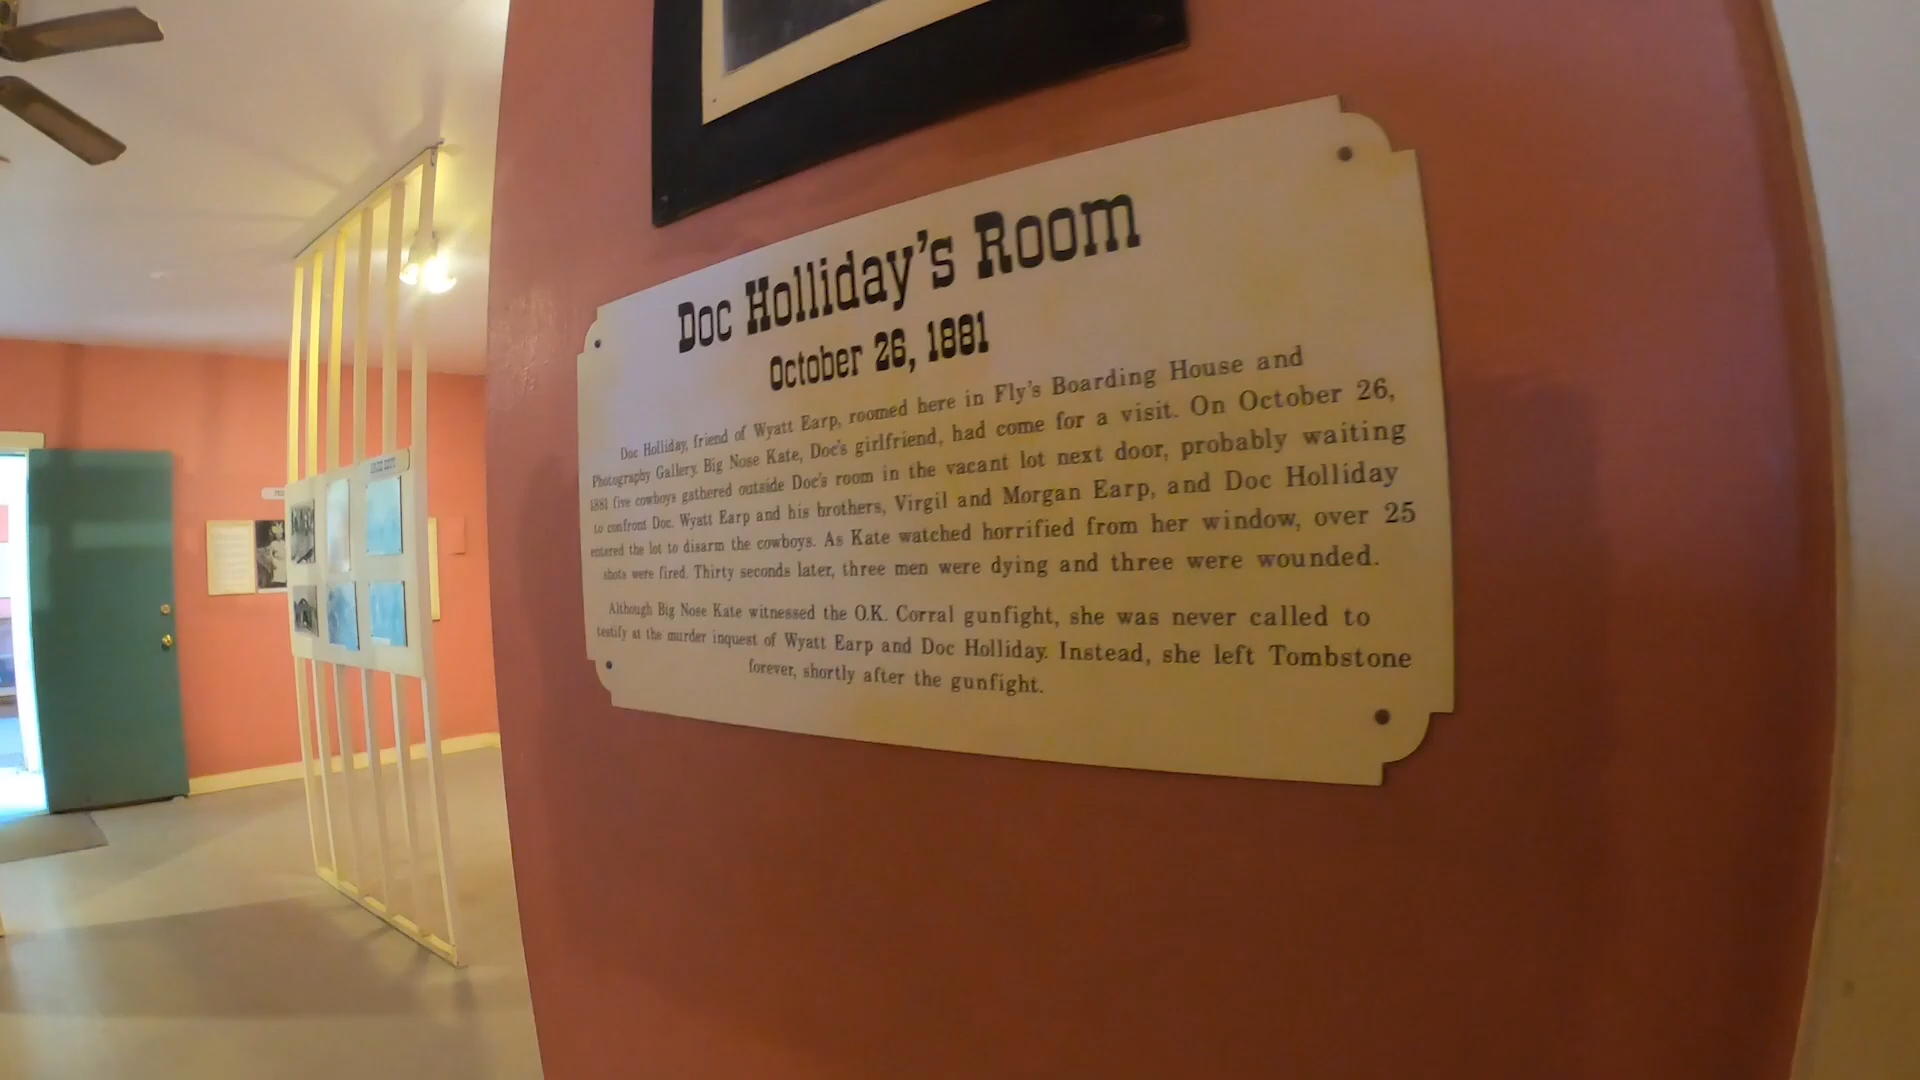 Doc Holliday's Room
October 26, 1881
Doc Holliday, friend of Wyatt Earp, roomed here in Fly's Boarding House and
Photography Gallery. Big Nose Kate, Doc's girlfriend, had come for a visit. On October 26,
1881 five cowboys gathered outside Doc's room in the vacant lot next door, probably waiting
to confront Doc. Wyatt Earp and his brothers, Virgil and Morgan Earp, and Doc Holliday
entered the lot to disarm the cowboys. As Kate watched horrified from her window, over 25
shots were fired. Thirty seconds later, three men were dying and three were wounded.
Although Big Nose Kate witnessed the O.K. Corral gunfight, she was never called to
testify at the murder inquest of Wyatt Earp and Doc Holliday. Instead, she left Tombstone
forever, shortly after the gunfight.